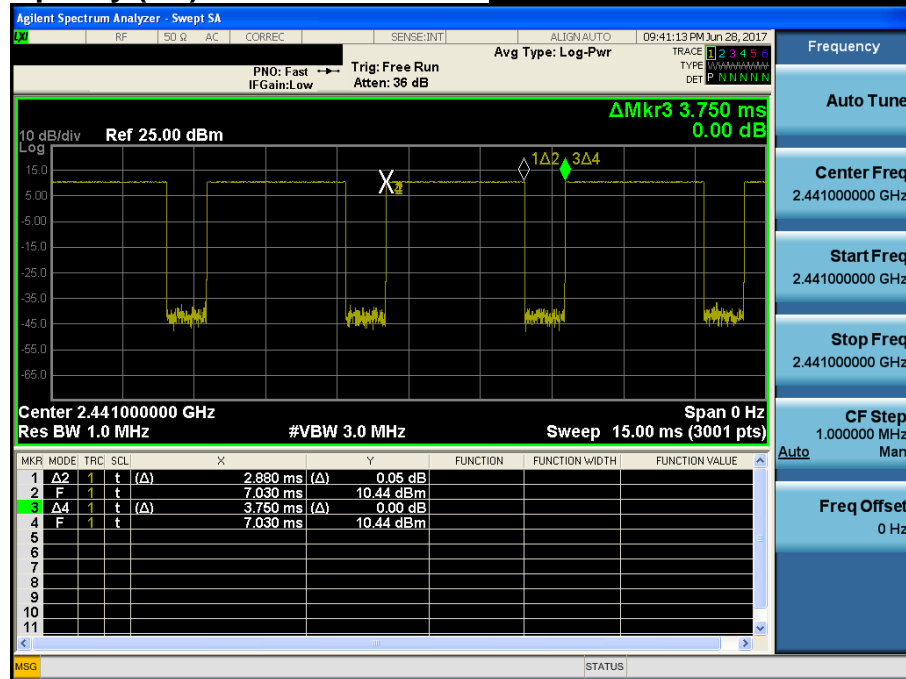 Agilent Spectrum Analyzer - Swept SA
LXI RF 50 Ω AC CORREC SENSE:INT ALIGN AUTO 09:41:13 PM Jun 28, 2017
Avg Type: Log-Pwr TRACE 1 2 3 4 5 6
PNO: Fast Trig: Free Run TYPE WWWWWW
IFGain:Low Atten: 36 dB DET P N N N N N
Frequency
Auto Tune
Center Freq
2.441000000 GHz
Start Freq
2.441000000 GHz
Stop Freq
2.441000000 GHz
CF Step
1.000000 MHz
Auto Man
Freq Offset
0 Hz
ΔMkr3 3.750 ms
0.00 dB
10 dB/div Ref 25.00 dBm
Log
15.0
5.00
-5.00
-15.0
-25.0
-35.0
-45.0
-55.0
-65.0
1Δ2 3Δ4
Center 2.441000000 GHz Span 0 Hz
Res BW 1.0 MHz #VBW 3.0 MHz Sweep 15.00 ms (3001 pts)
MKR MODE TRC SCL X Y FUNCTION FUNCTION WIDTH FUNCTION VALUE
1 Δ2 1 t (Δ) 2.880 ms (Δ) 0.05 dB
2 F 1 t 7.030 ms 10.44 dBm
3 Δ4 1 t (Δ) 3.750 ms (Δ) 0.00 dB
4 F 1 t 7.030 ms 10.44 dBm
5
6
7
8
9
10
11
MSG STATUS